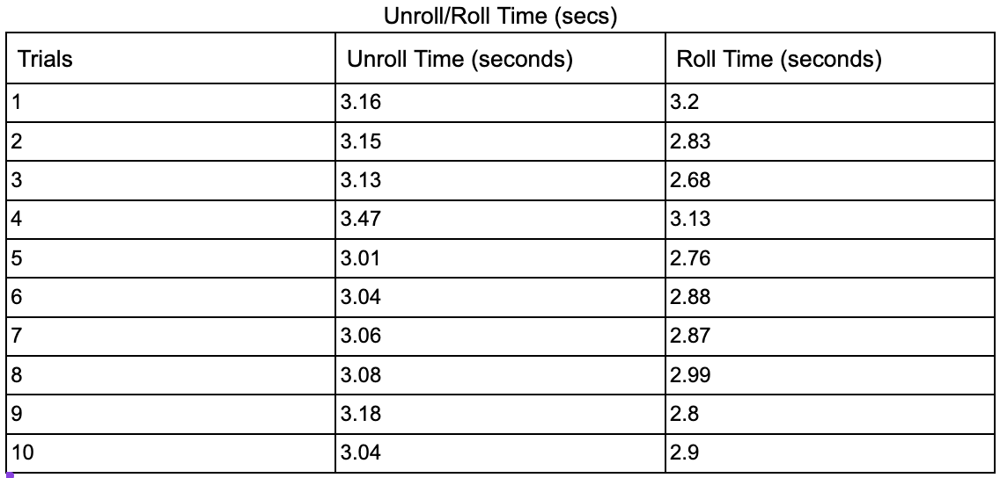 Unroll/Roll Time (secs)
Trials Unroll Time (seconds) Roll Time (seconds)
1 3.16 3.2
2 3.15 2.83
3 3.13 2.68
4 3.47 3.13
5 3.01 2.76
6 3.04 2.88
7 3.06 2.87
8 3.08 2.99
9 3.18 2.8
10 3.04 2.9